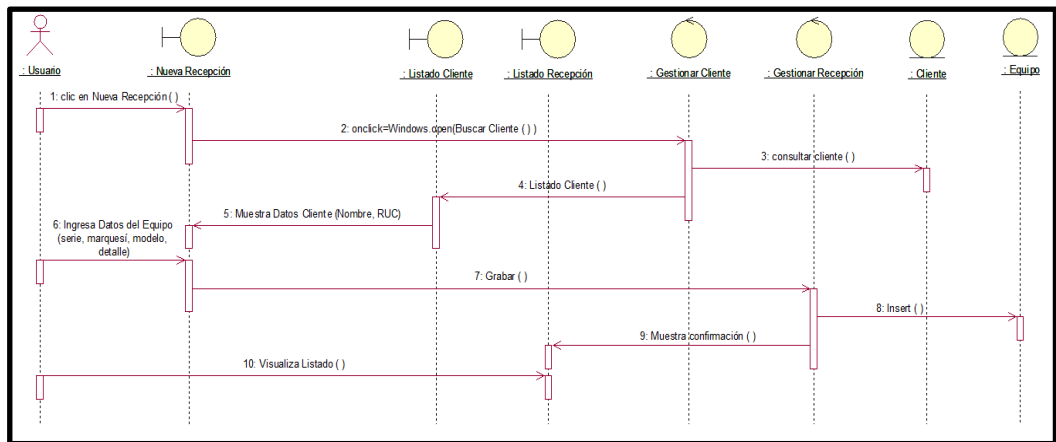 : Usuario
: Nueva Recepción
: Listado Cliente
: Listado Recepción
: Gestionar Cliente
: Gestionar Recepción
: Cliente
: Equipo
1: clic en Nueva Recepción ( )
2: onclick=Windows.open(Buscar Cliente ( ) )
3: consultar cliente ( )
4: Listado Cliente ( )
5: Muestra Datos Cliente (Nombre, RUC)
6: Ingresa Datos del Equipo
(serie, marquesí, modelo,
detalle)
7: Grabar ( )
8: Insert ( )
9: Muestra confirmación ( )
10: Visualiza Listado ( )